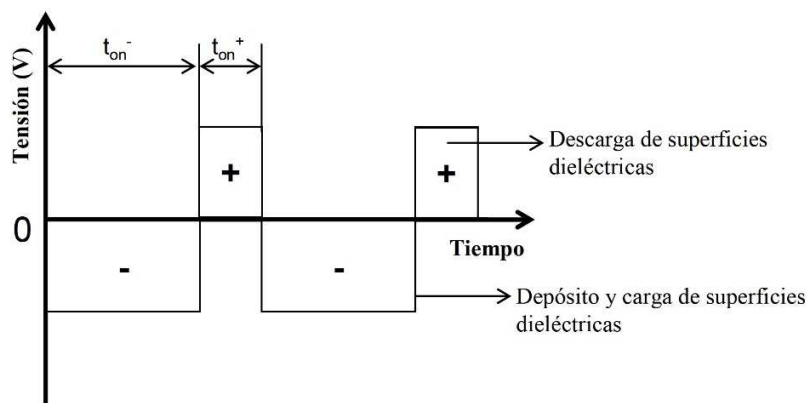 t_on^-
t_on^+
Tensión (V)
+
+
Descarga de superficies
dieléctricas
0
Tiempo
-
-
Depósito y carga de superficies
dieléctricas